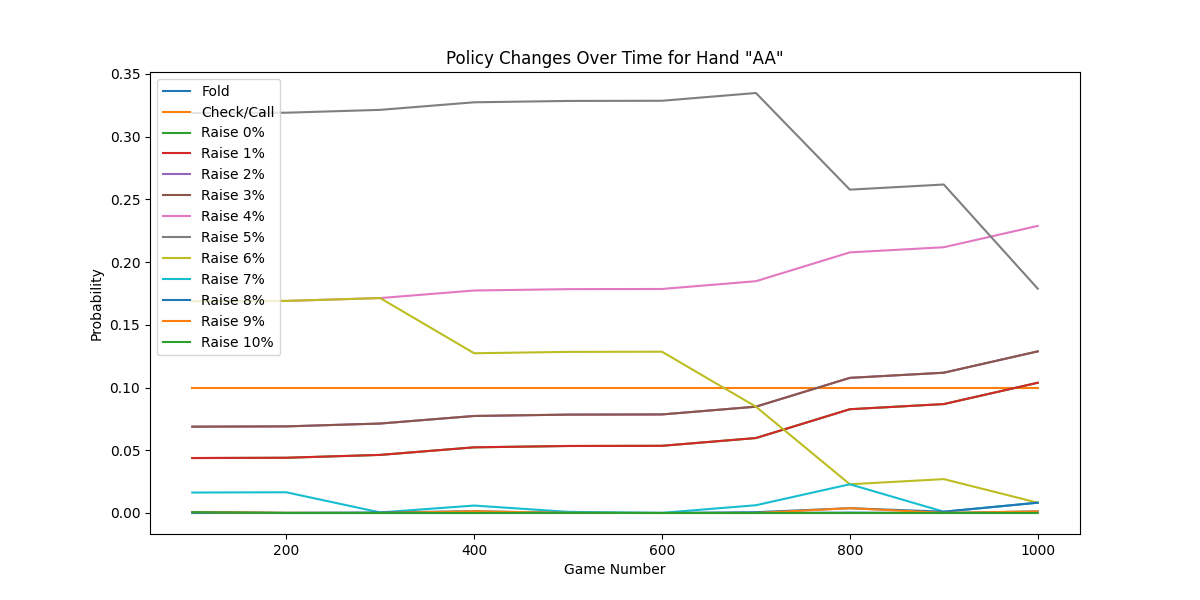 Policy Changes Over Time for Hand "AA"
0.35
0.30
0.25
0.20
0.15
0.10
0.05
0.00
Probability
Fold
Check/Call
Raise 0%
Raise 1%
Raise 2%
Raise 3%
Raise 4%
Raise 5%
Raise 6%
Raise 7%
Raise 8%
Raise 9%
Raise 10%
200 400 600 800 1000
Game Number